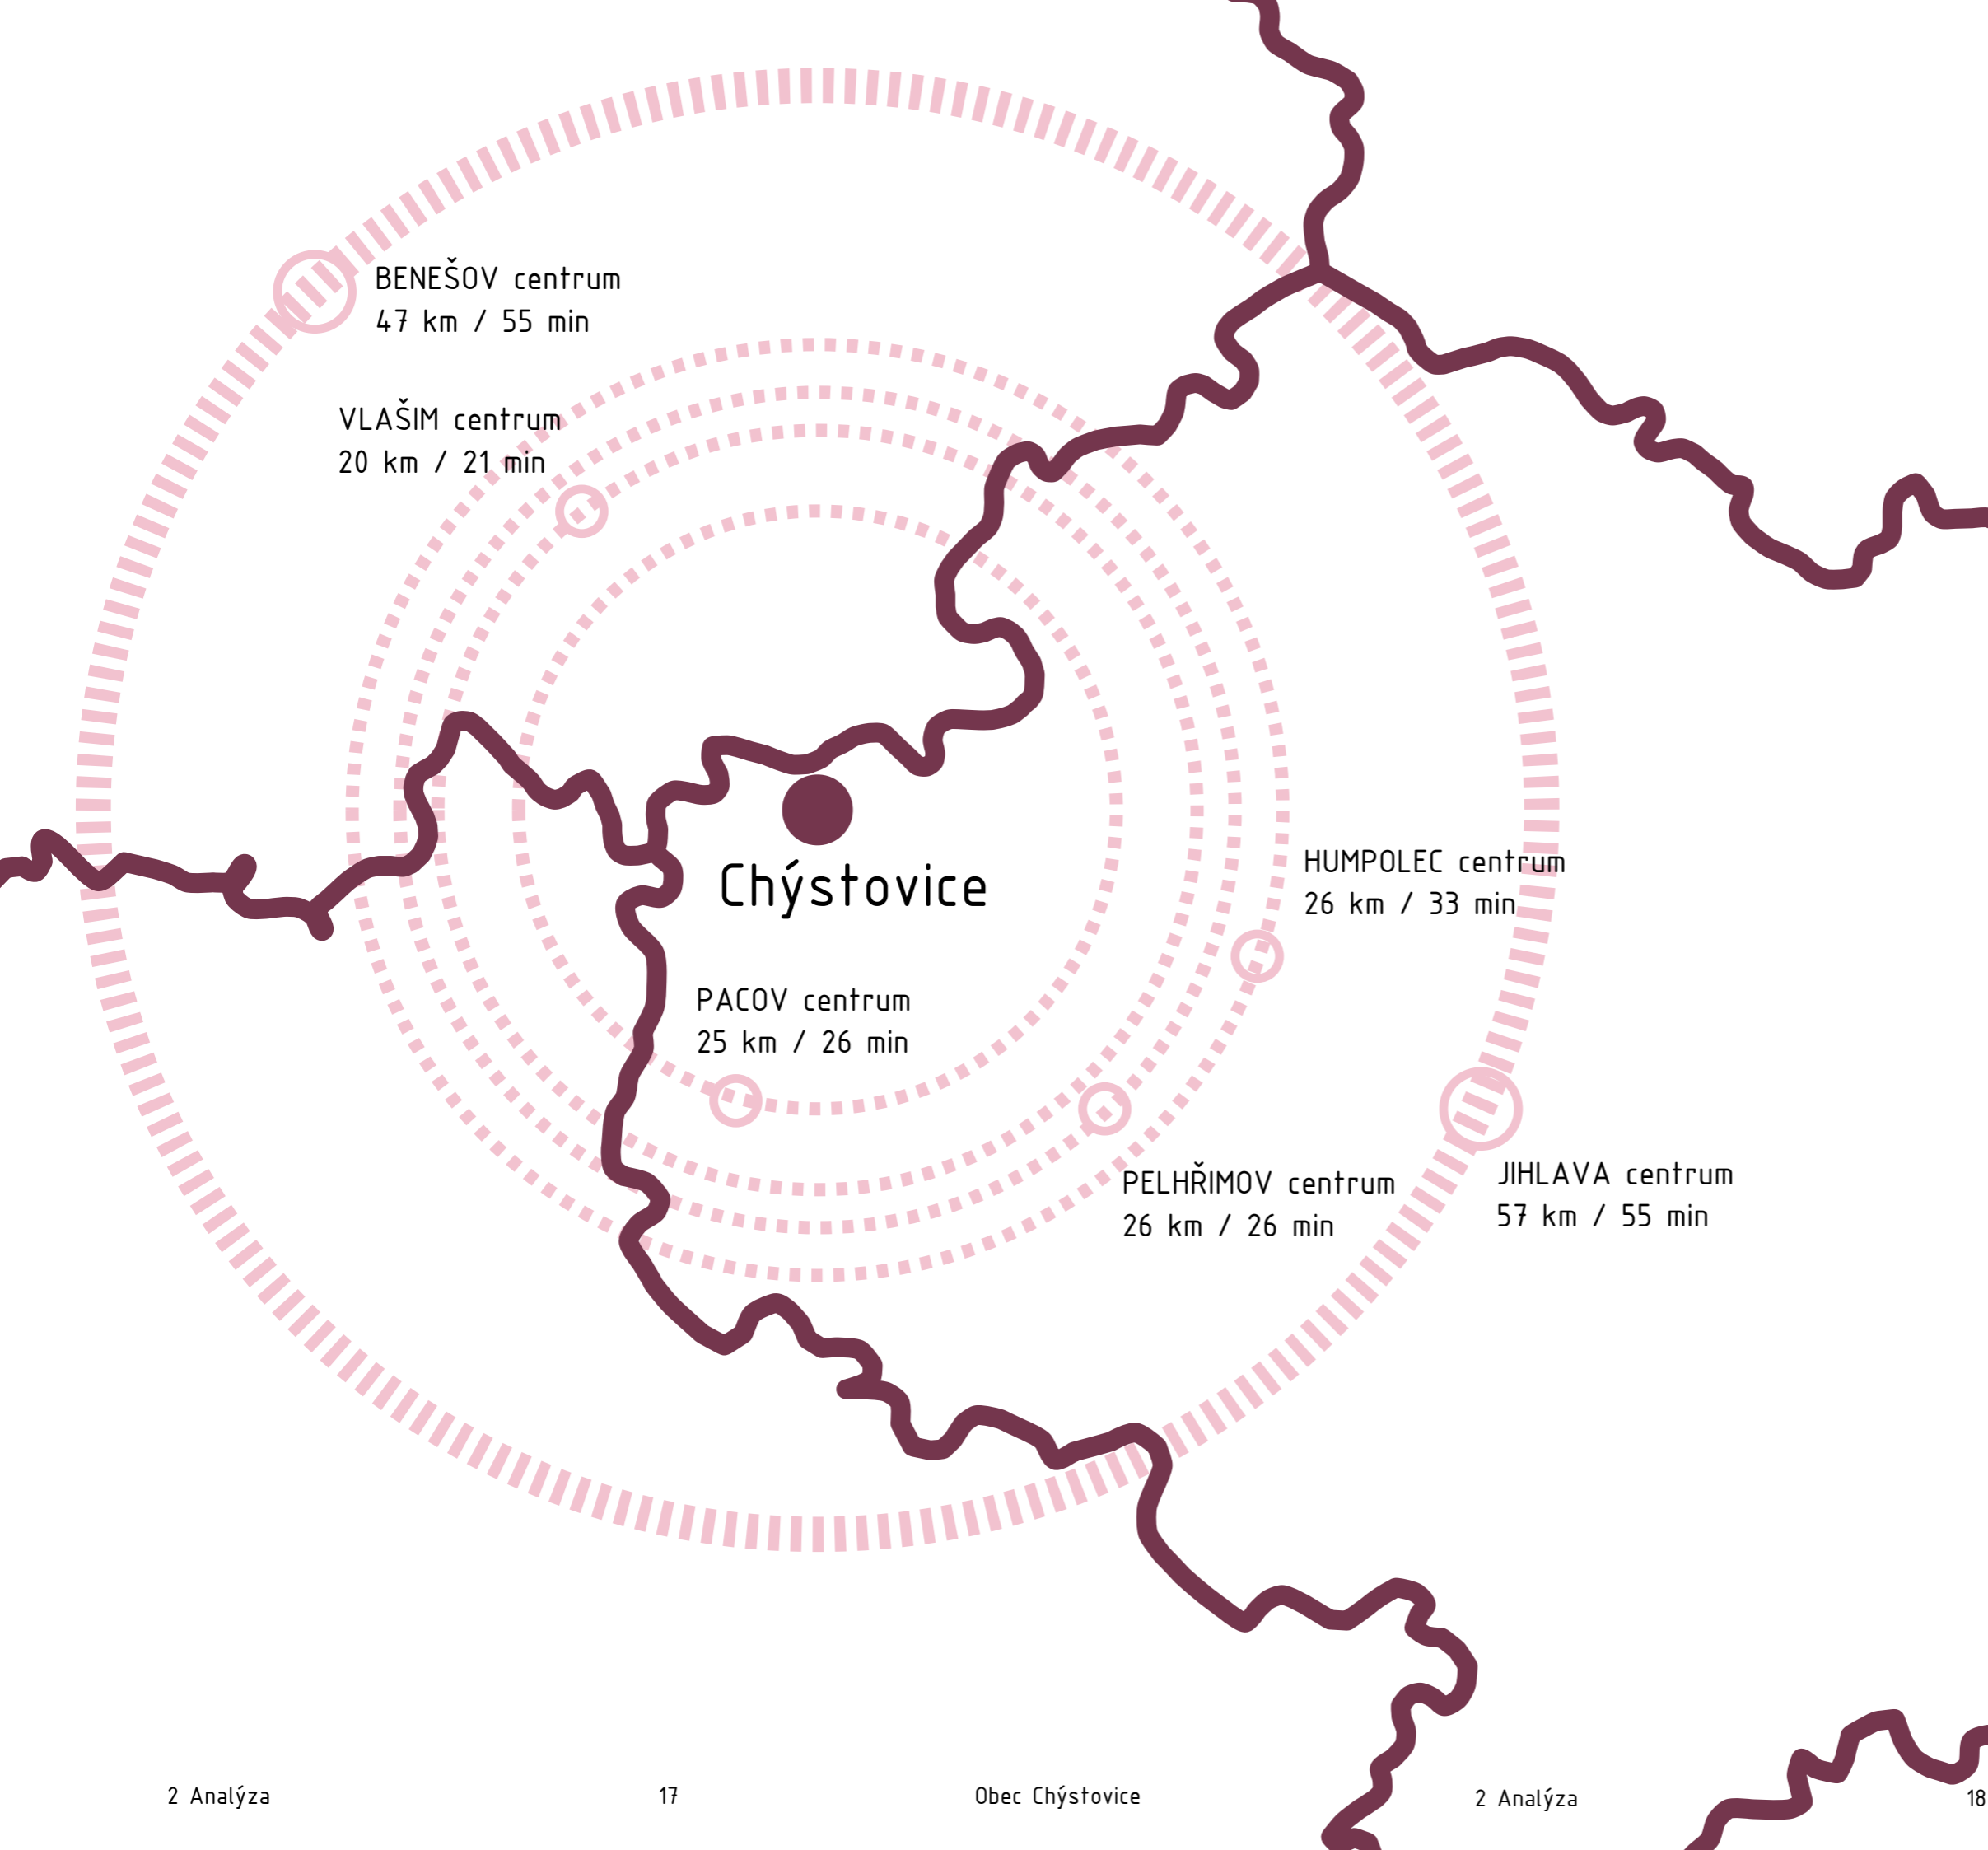 BENEŠOV centrum
47 km / 55 min
VLAŠIM centrum
20 km / 21 min
Chýstovice
HUMPOLEC centrum
26 km / 33 min
PACOV centrum
25 km / 26 min
PELHŘIMOV centrum
26 km / 26 min
JIHLAVA centrum
57 km / 55 min
2 Analýza
17
Obec Chýstovice
2 Analýza
18